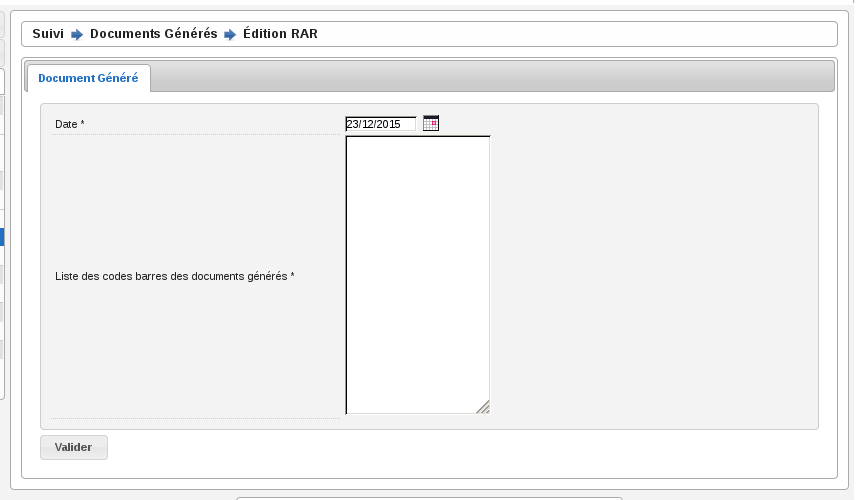 Suivi Documents Générés Édition RAR
Document Généré
Date * 23/12/2015
Liste des codes barres des documents générés *
Valider